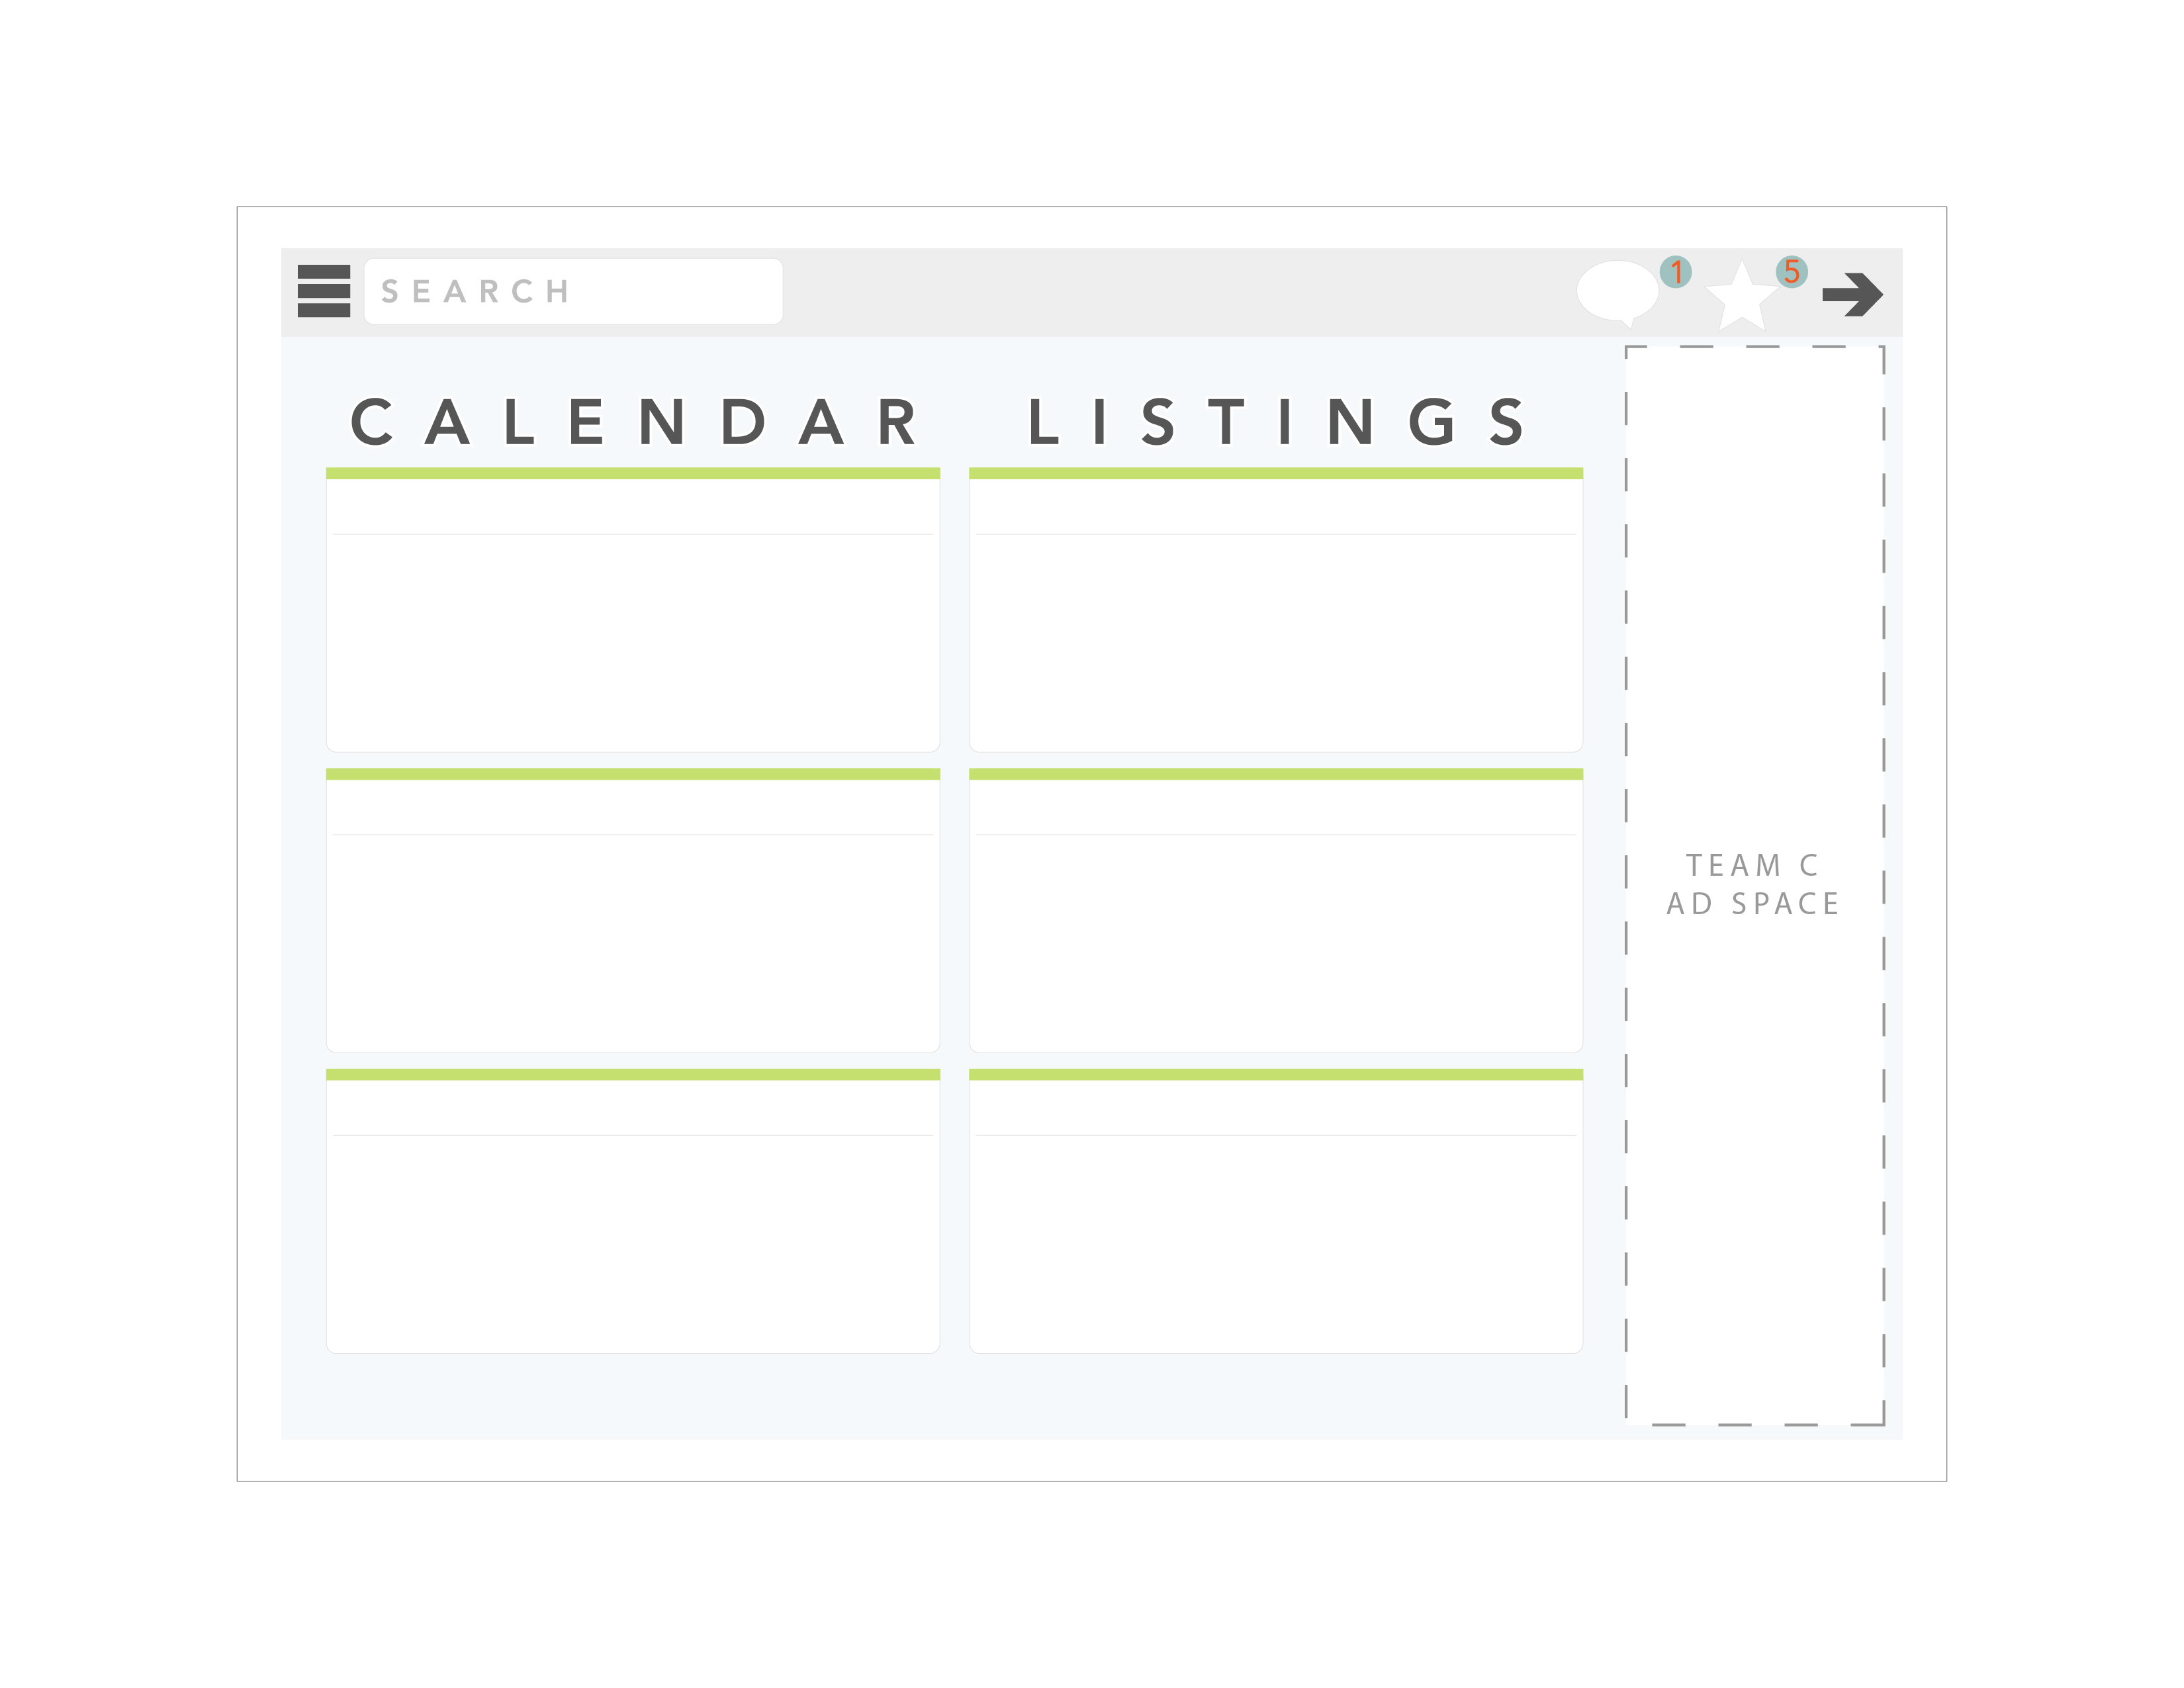 SEARCH
1
5
CALENDAR LISTINGS
TEAM C
AD SPACE